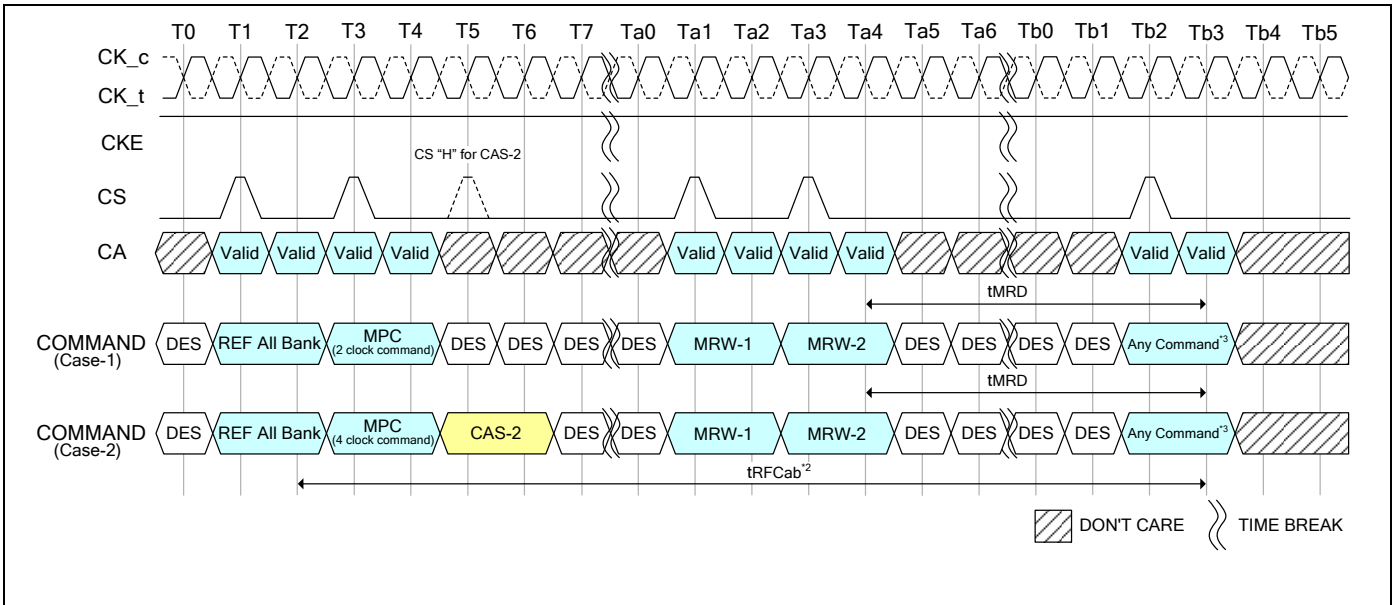 T0 T1 T2 T3 T4 T5 T6 T7 Ta0 Ta1 Ta2 Ta3 Ta4 Ta5 Ta6 Tb0 Tb1 Tb2 Tb3 Tb4 Tb5
CK_c
CK_t
CKE
CS "H" for CAS-2
CS
CA Valid Valid Valid Valid Valid Valid Valid Valid Valid Valid
tMRD
COMMAND
(Case-1)
DES REF All Bank MPC (2 clock command) DES DES DES DES MRW-1 MRW-2 DES DES DES DES Any Command*3
tMRD
COMMAND
(Case-2)
DES REF All Bank MPC (4 clock command) CAS-2 DES DES MRW-1 MRW-2 DES DES DES DES Any Command*3
tRFCab*2
DON'T CARE TIME BREAK